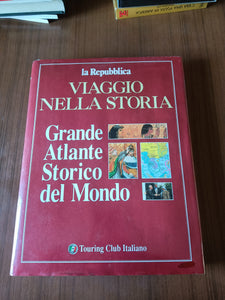 la Repubblica
VIAGGIO
NELLA STORIA
Grande
Atlante
Storico
del Mondo
Touring Club Italiano